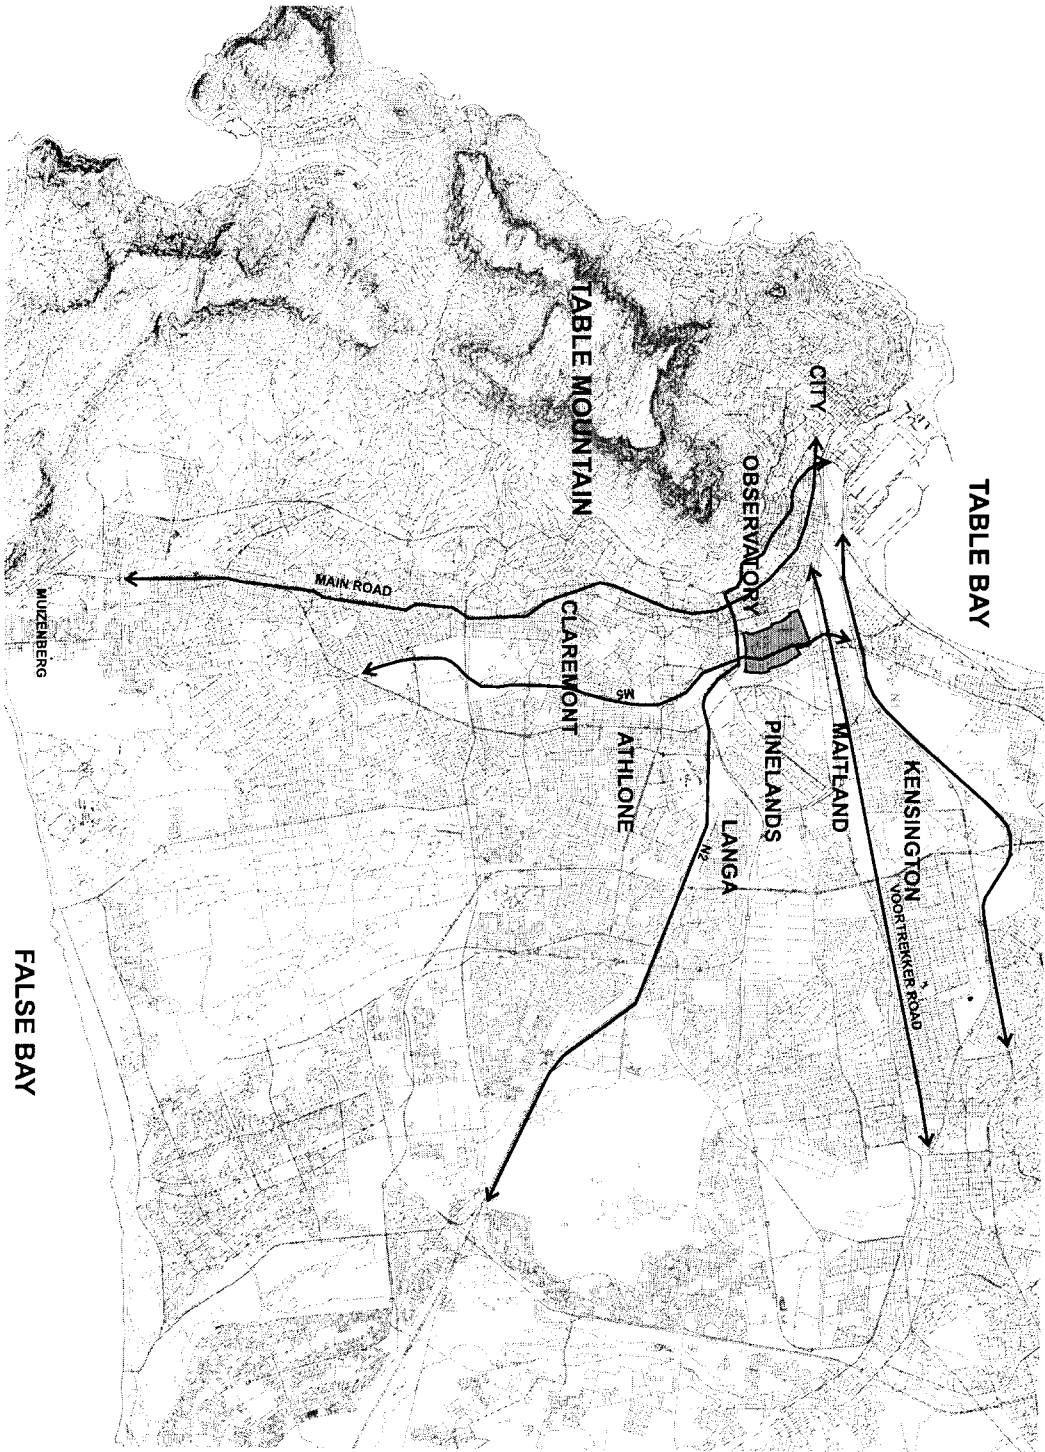 TABLE BAY
KENSINGTON
VOORTREKKER ROAD
MAITLAND
CITY
PINELANDS
OBSERVATORY
LANGA
N2
M5
ATHLONE
TABLE MOUNTAIN
CLAREMONT
MAIN ROAD
MUIZENBERG
FALSE BAY